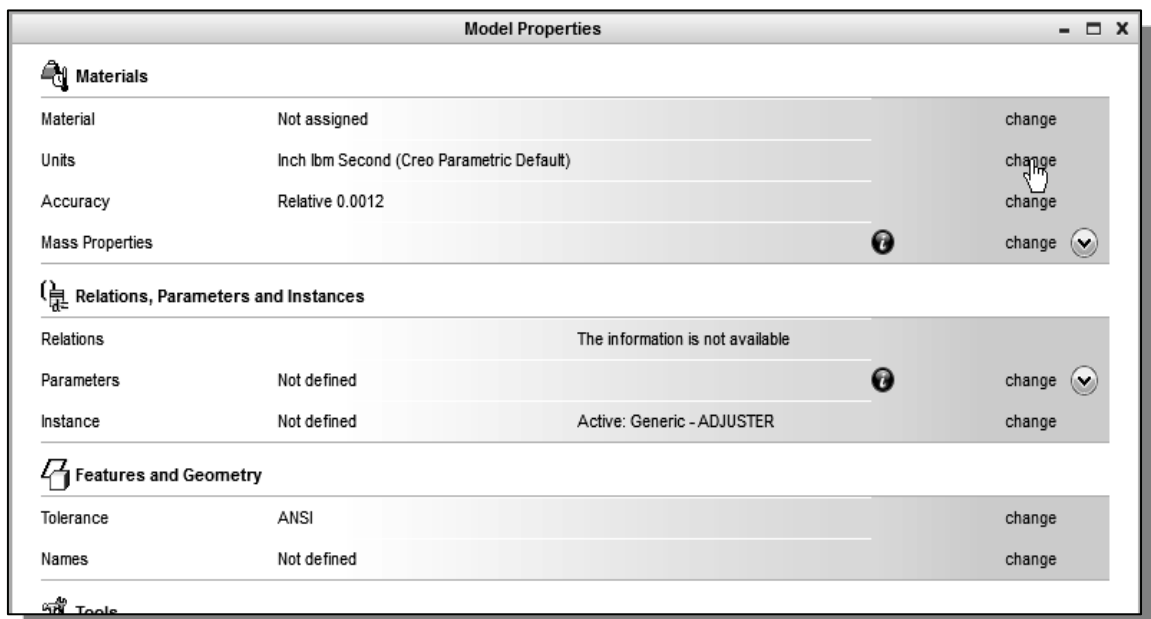 Model Properties
Materials
Material Not assigned change
Units Inch lbm Second (Creo Parametric Default) change
Accuracy Relative 0.0012 change
Mass Properties change
Relations, Parameters and Instances
Relations The information is not available
Parameters Not defined change
Instance Not defined Active: Generic - ADJUSTER change
Features and Geometry
Tolerance ANSI change
Names Not defined change
Tools